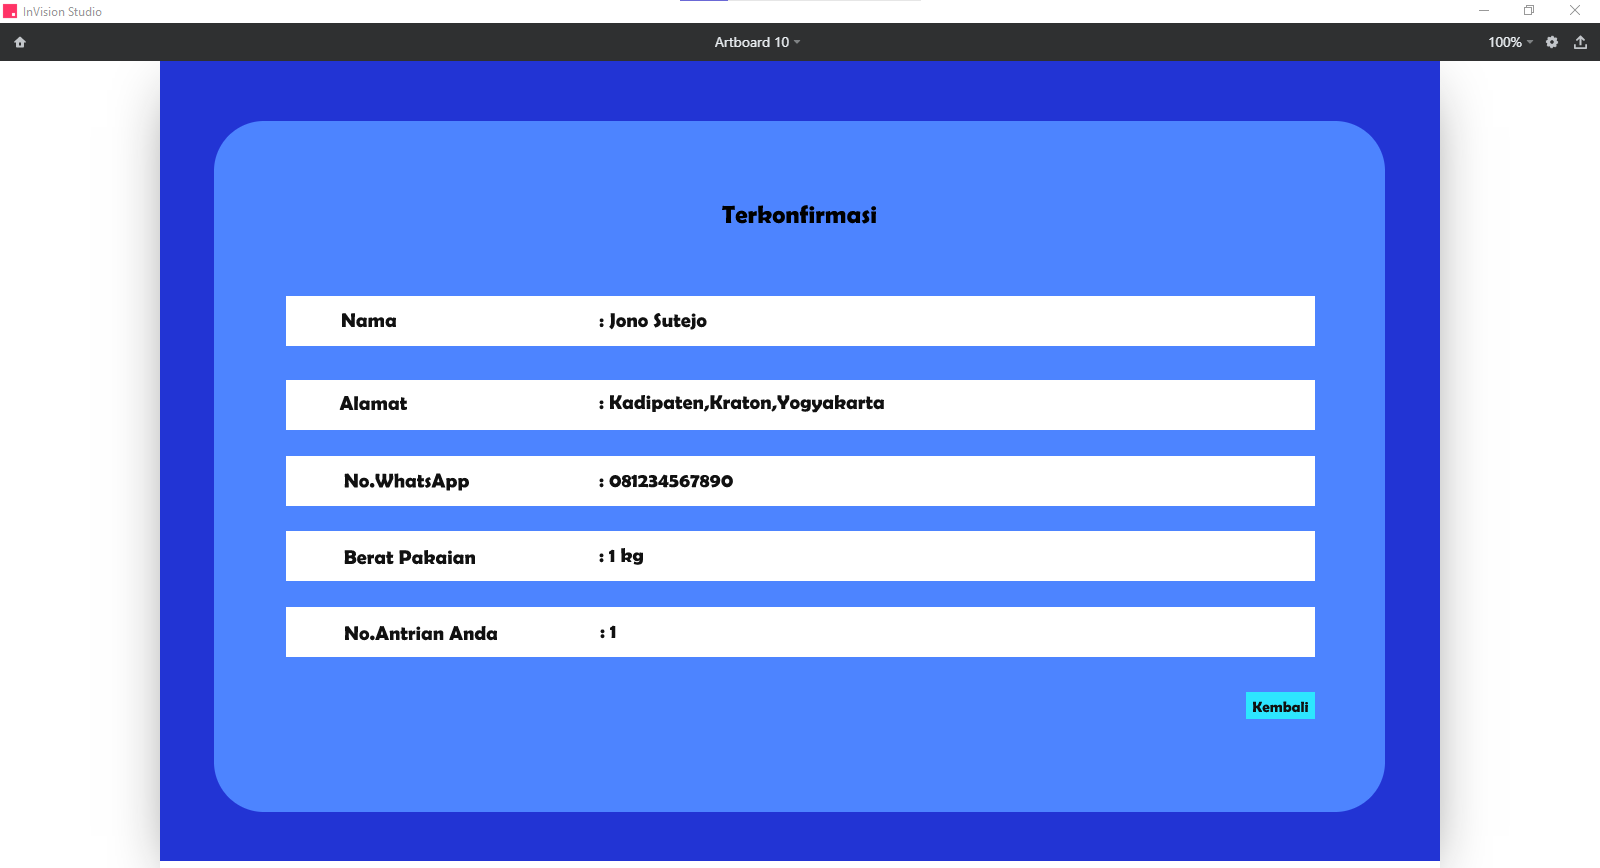 InVision Studio
Artboard 10
100%
Terkonfirmasi
Nama : Jono Sutejo
Alamat : Kadipaten,Kraton,Yogyakarta
No.WhatsApp : 081234567890
Berat Pakaian : 1 kg
No.Antrian Anda : 1
Kembali